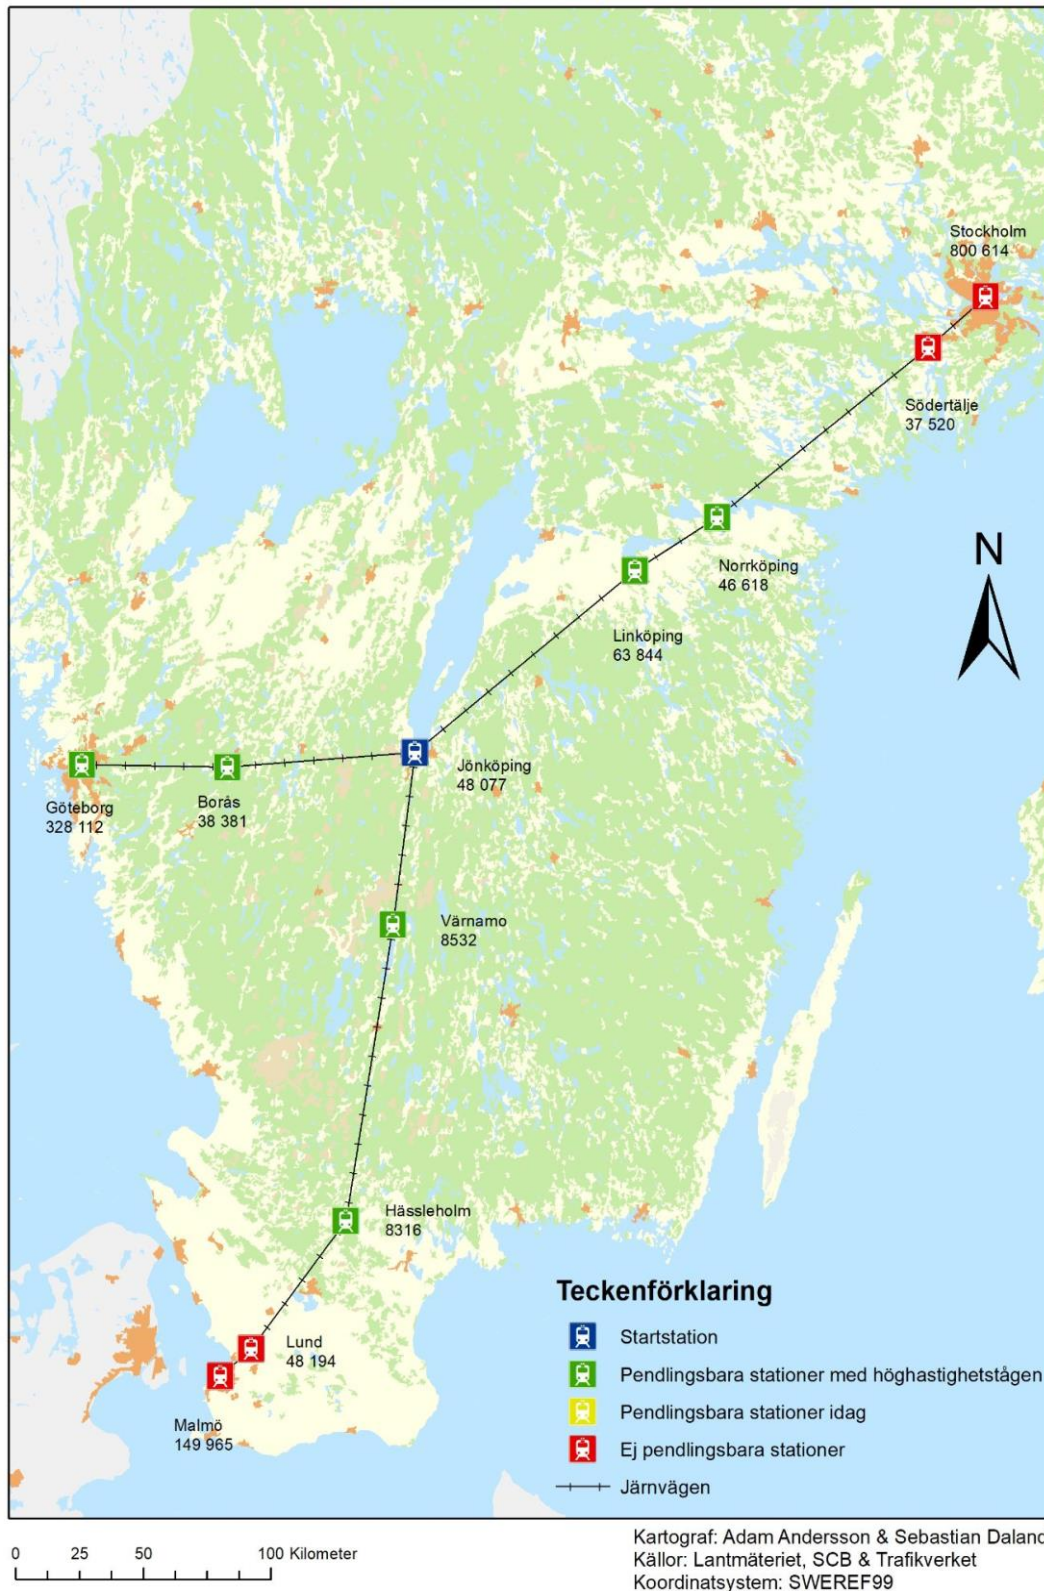 Stockholm
800 614
Södertälje
37 520
Norrköping
46 618
Linköping
63 844
N
Jönköping
48 077
Göteborg
328 112
Borås
38 381
Värnamo
8532
Hässleholm
8316
Lund
48 194
Malmö
149 965
Teckenförklaring
Startstation
Pendlingsbara stationer med höghastighetstågen
Pendlingsbara stationer idag
Ej pendlingsbara stationer
Järnvägen
0 25 50 100 Kilometer
Kartograf: Adam Andersson & Sebastian Daland
Källor: Lantmäteriet, SCB & Trafikverket
Koordinatsystem: SWEREF99